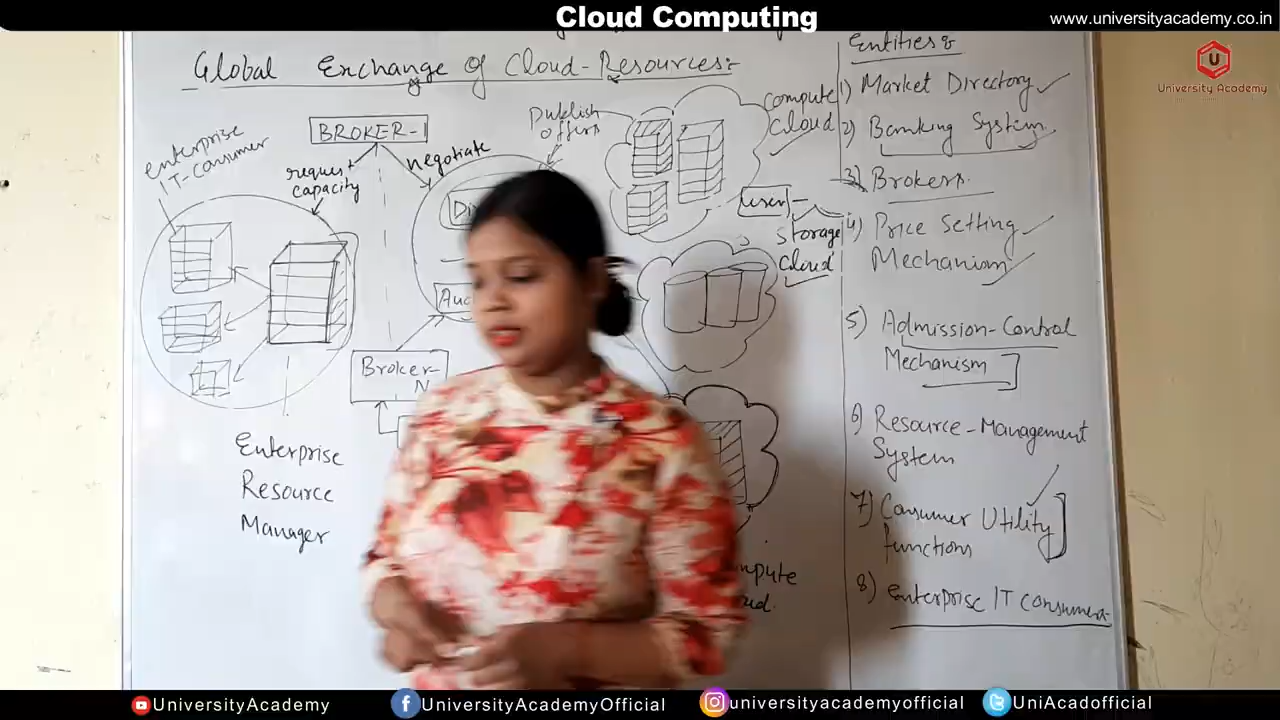 Cloud Computing
www.universityacademy.co.in
University Academy
Global Exchange of Cloud-Resources:-
enterprise
IT-Consumer
BROKER-1
request
capacity
negotiate
Publish
offers
compute
cloud
user
storage
cloud
Broker-
N
Enterprise
Resource
Manager
Entities:-
1) Market Directory
2) Banking System
3) Brokers
4) Price Setting
Mechanism
5) Admission-Control
Mechanism
6) Resource-Management
System
7) Consumer Utility
functions
8) Enterprise IT Consumers
UniversityAcademy
UniversityAcademyOfficial
universityacademyofficial
UniAcadofficial